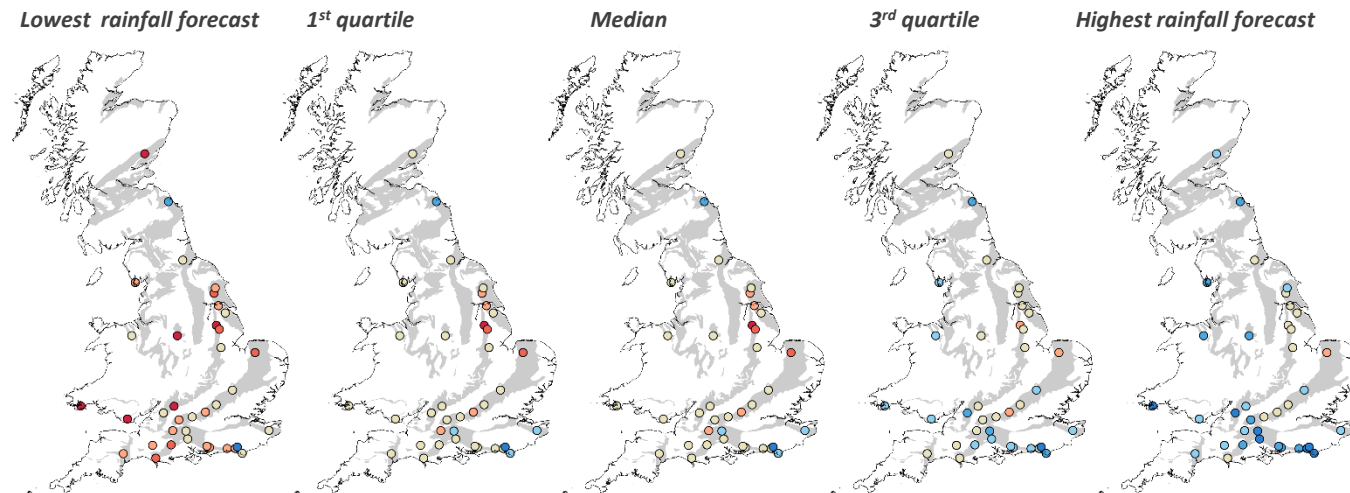 Lowest rainfall forecast
1st quartile
Median
3rd quartile
Highest rainfall forecast